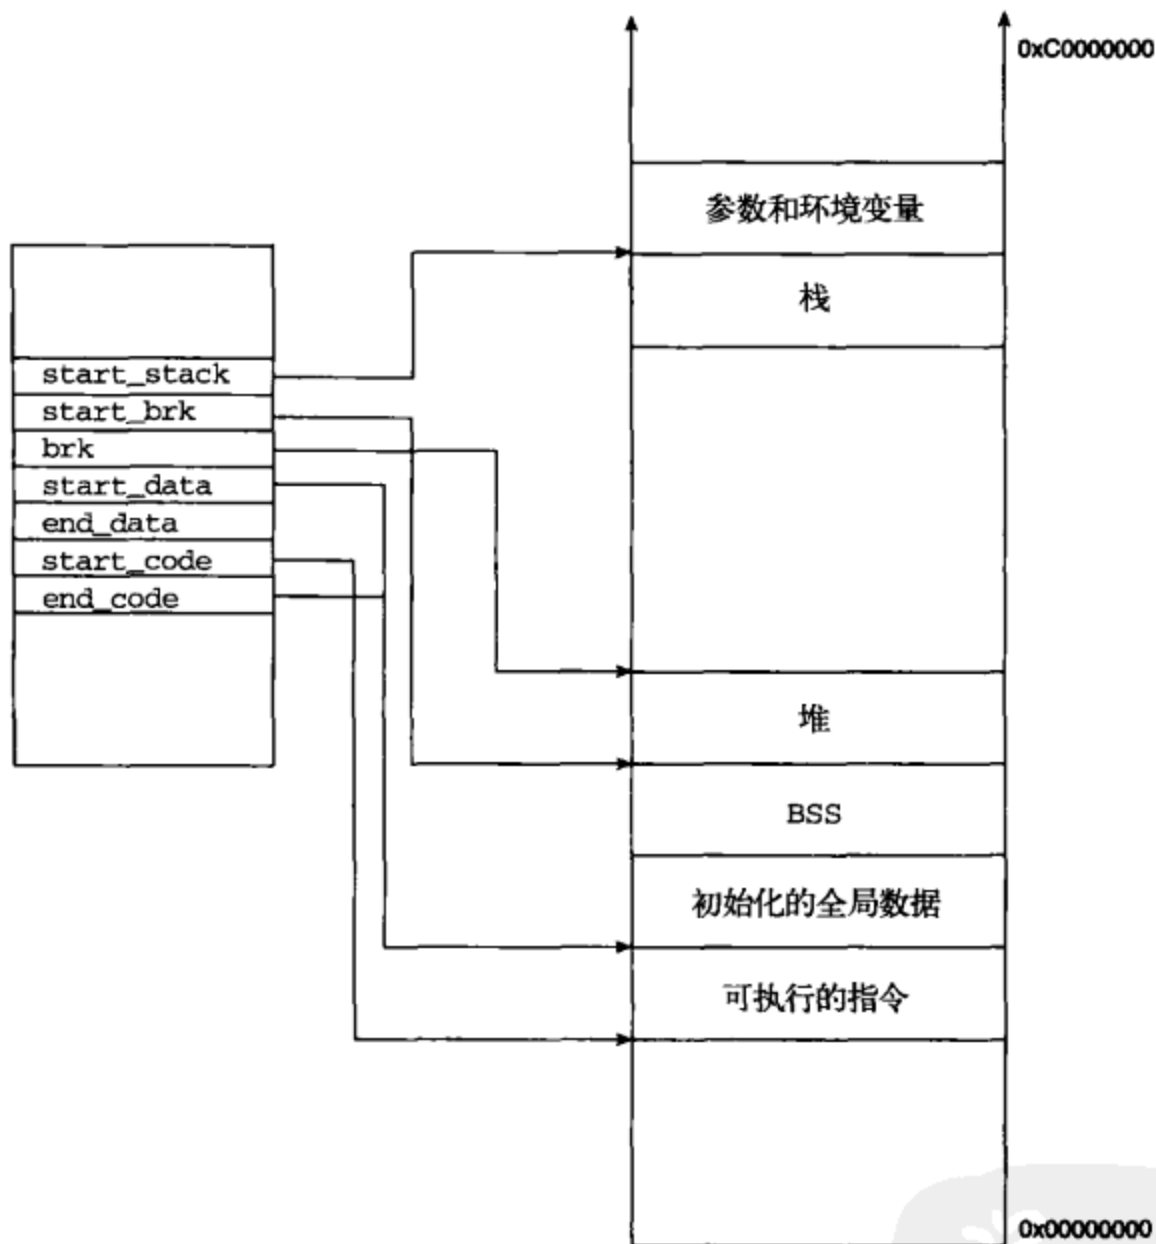 0xC0000000
参数和环境变量
栈
start_stack
start_brk
brk
start_data
end_data
start_code
end_code
堆
BSS
初始化的全局数据
可执行的指令
0x00000000